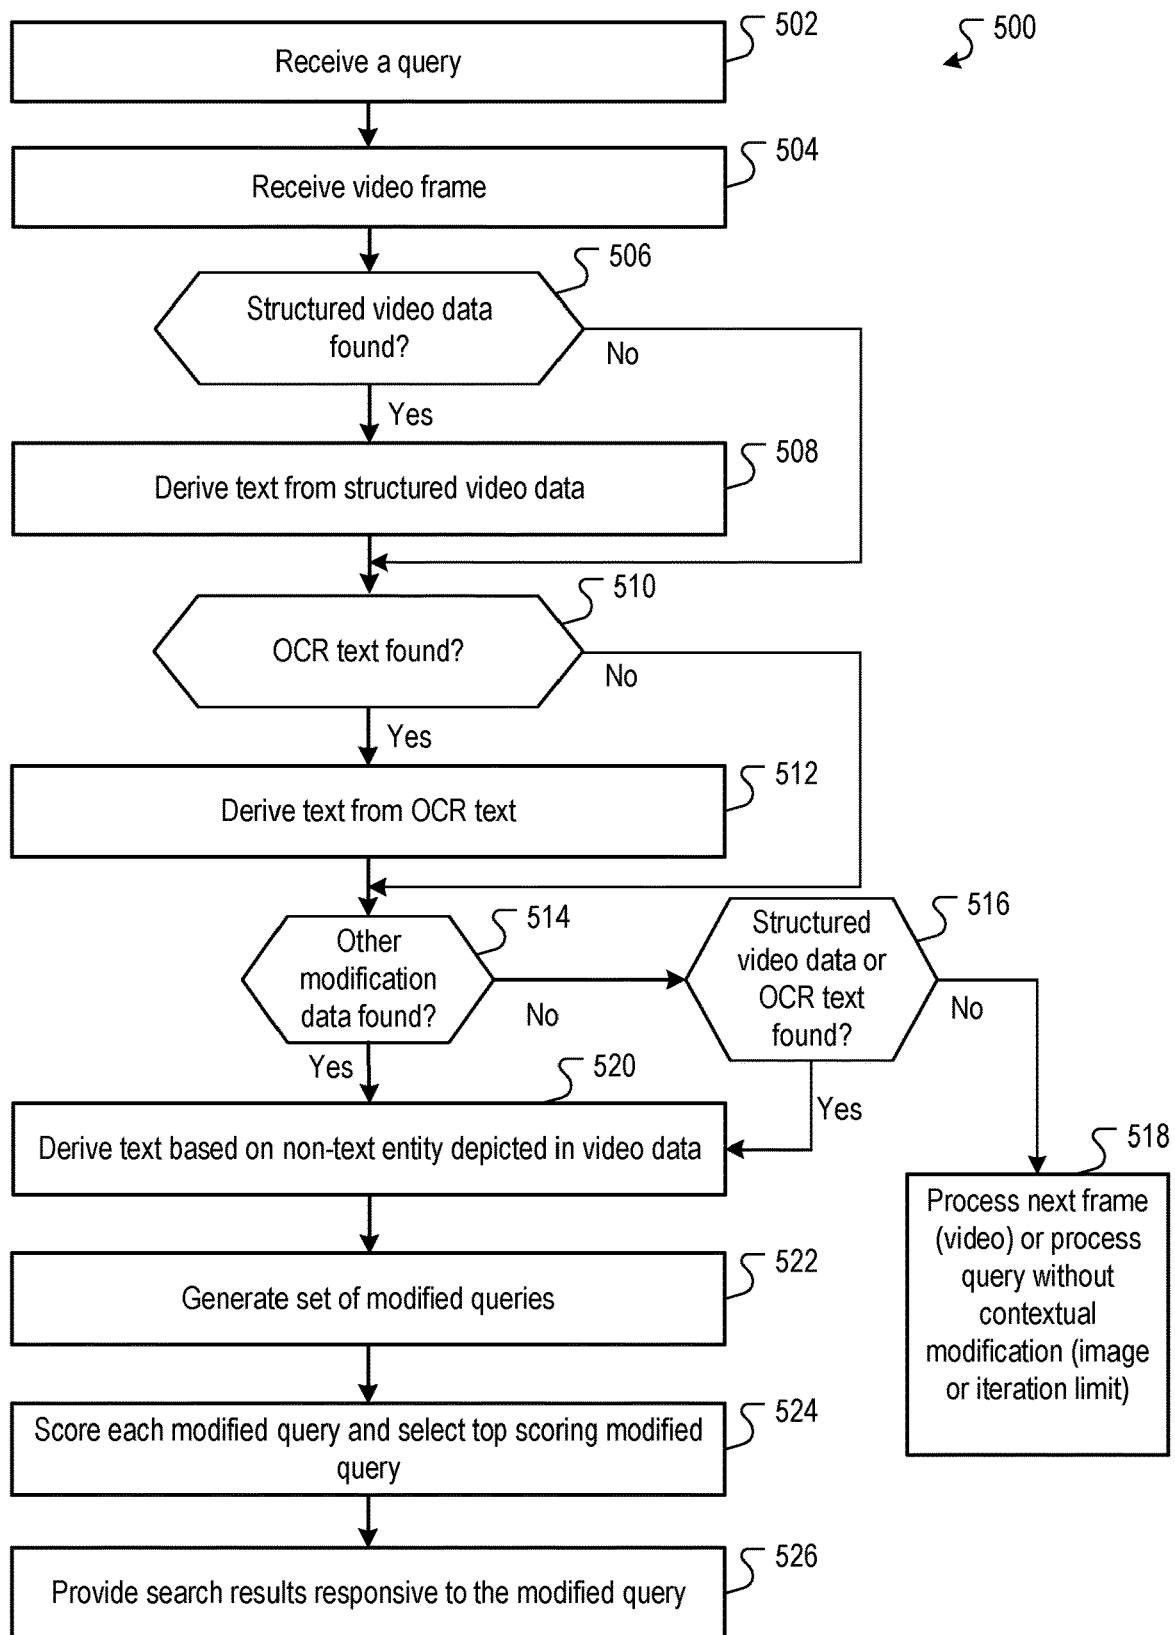 502
500
Receive a query
504
Receive video frame
506
Structured video data
found?
No
Yes
508
Derive text from structured video data
510
OCR text found?
No
Yes
512
Derive text from OCR text
514
Other
modification
data found?
No
Yes
516
Structured
video data or
OCR text
found?
No
Yes
520
Derive text based on non-text entity depicted in video data
518
Process next frame
(video) or process
query without
contextual
modification (image
or iteration limit)
522
Generate set of modified queries
524
Score each modified query and select top scoring modified
query
526
Provide search results responsive to the modified query